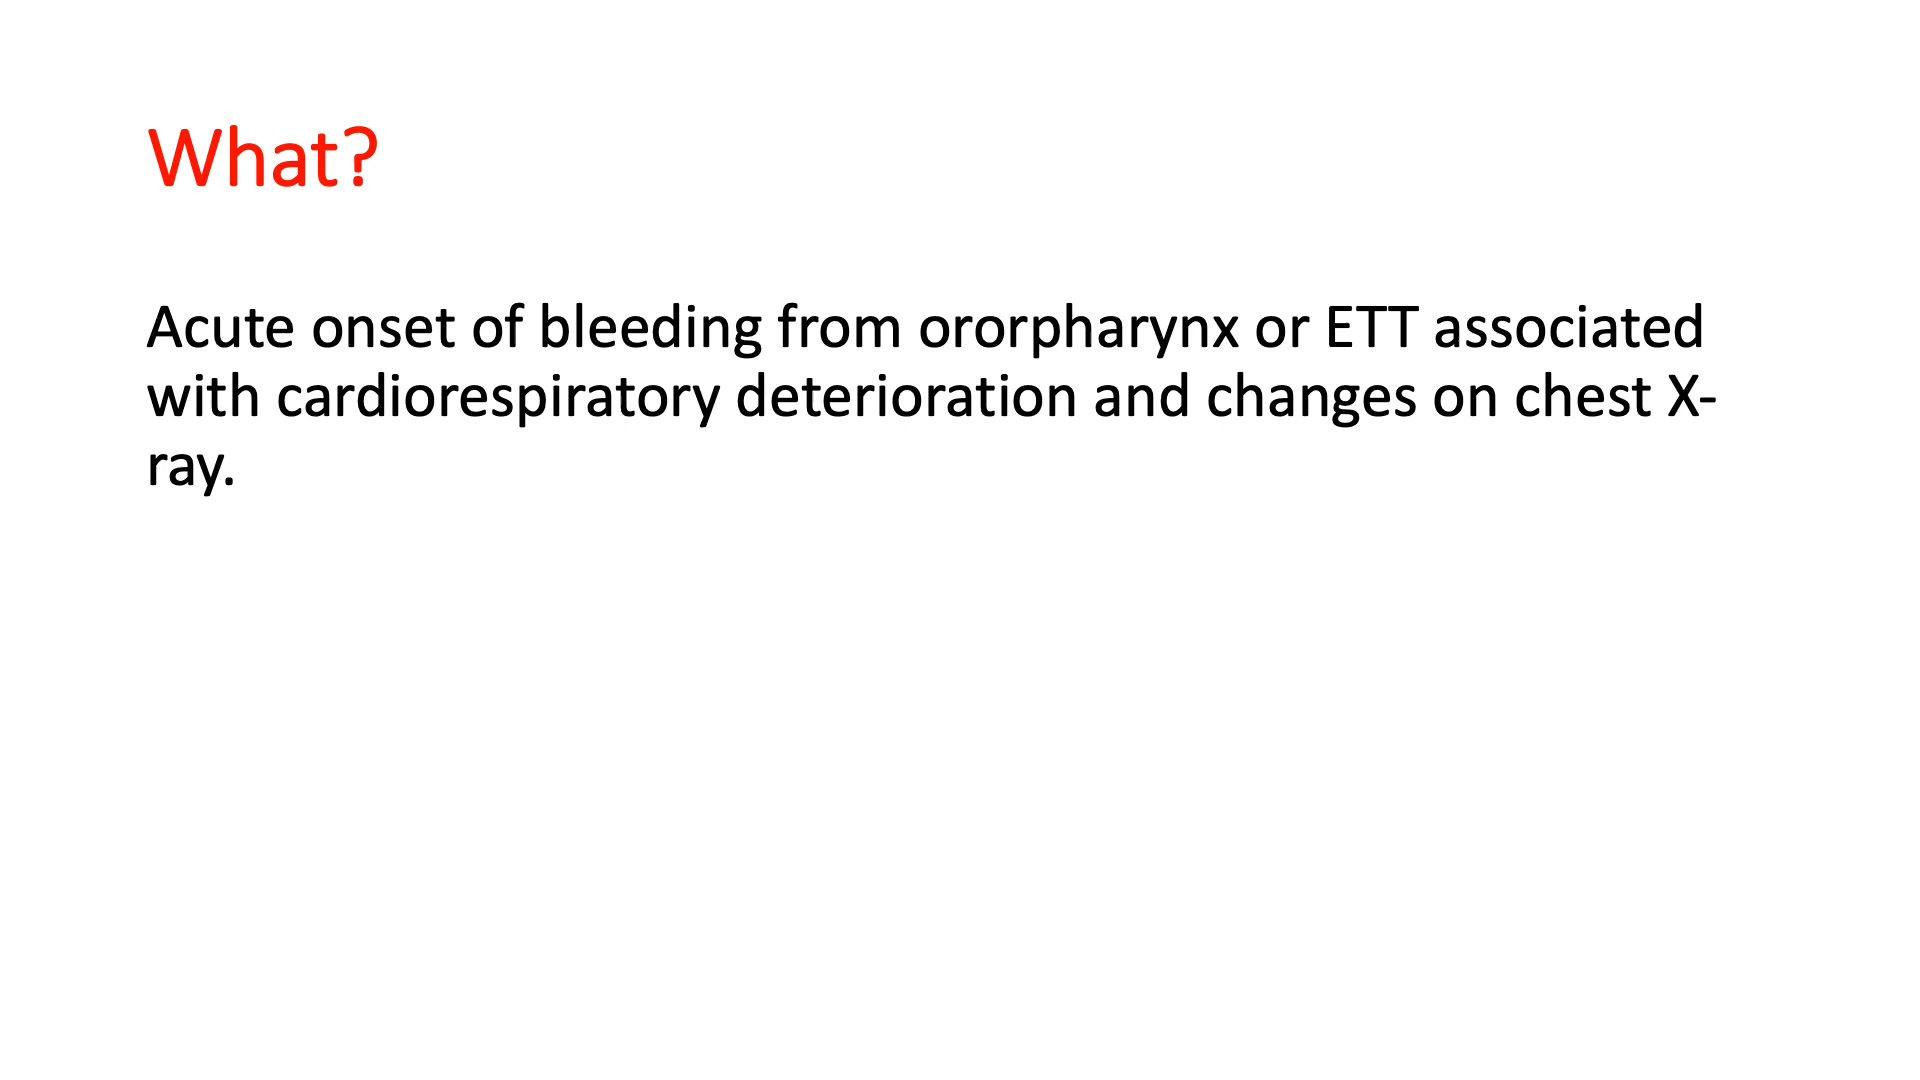 What?
Acute onset of bleeding from ororpharynx or ETT associated
with cardiorespiratory deterioration and changes on chest X-
ray.